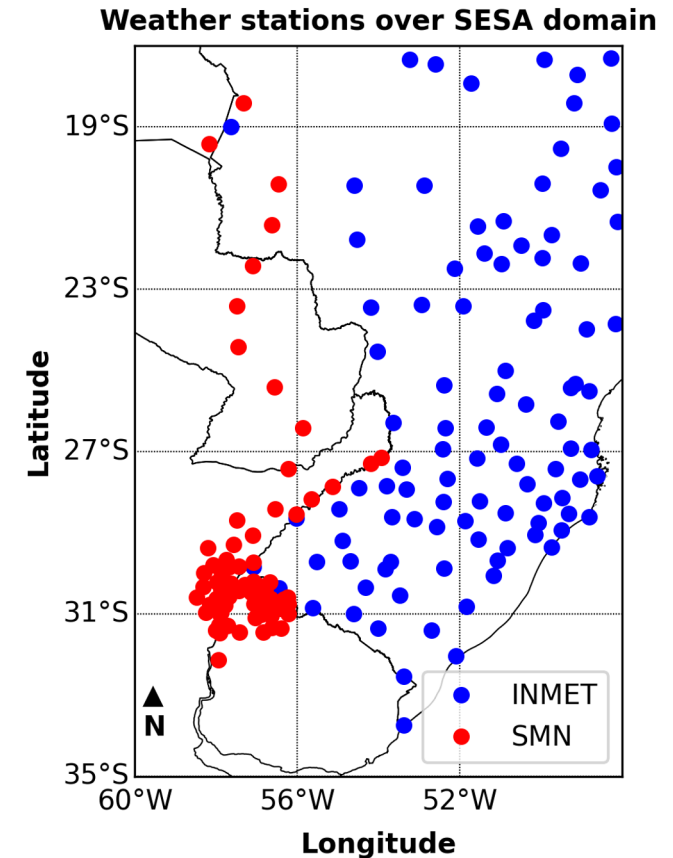 Weather stations over SESA domain
19°S
23°S
27°S
31°S
35°S
Latitude
N
INMET
SMN
60°W
56°W
52°W
Longitude